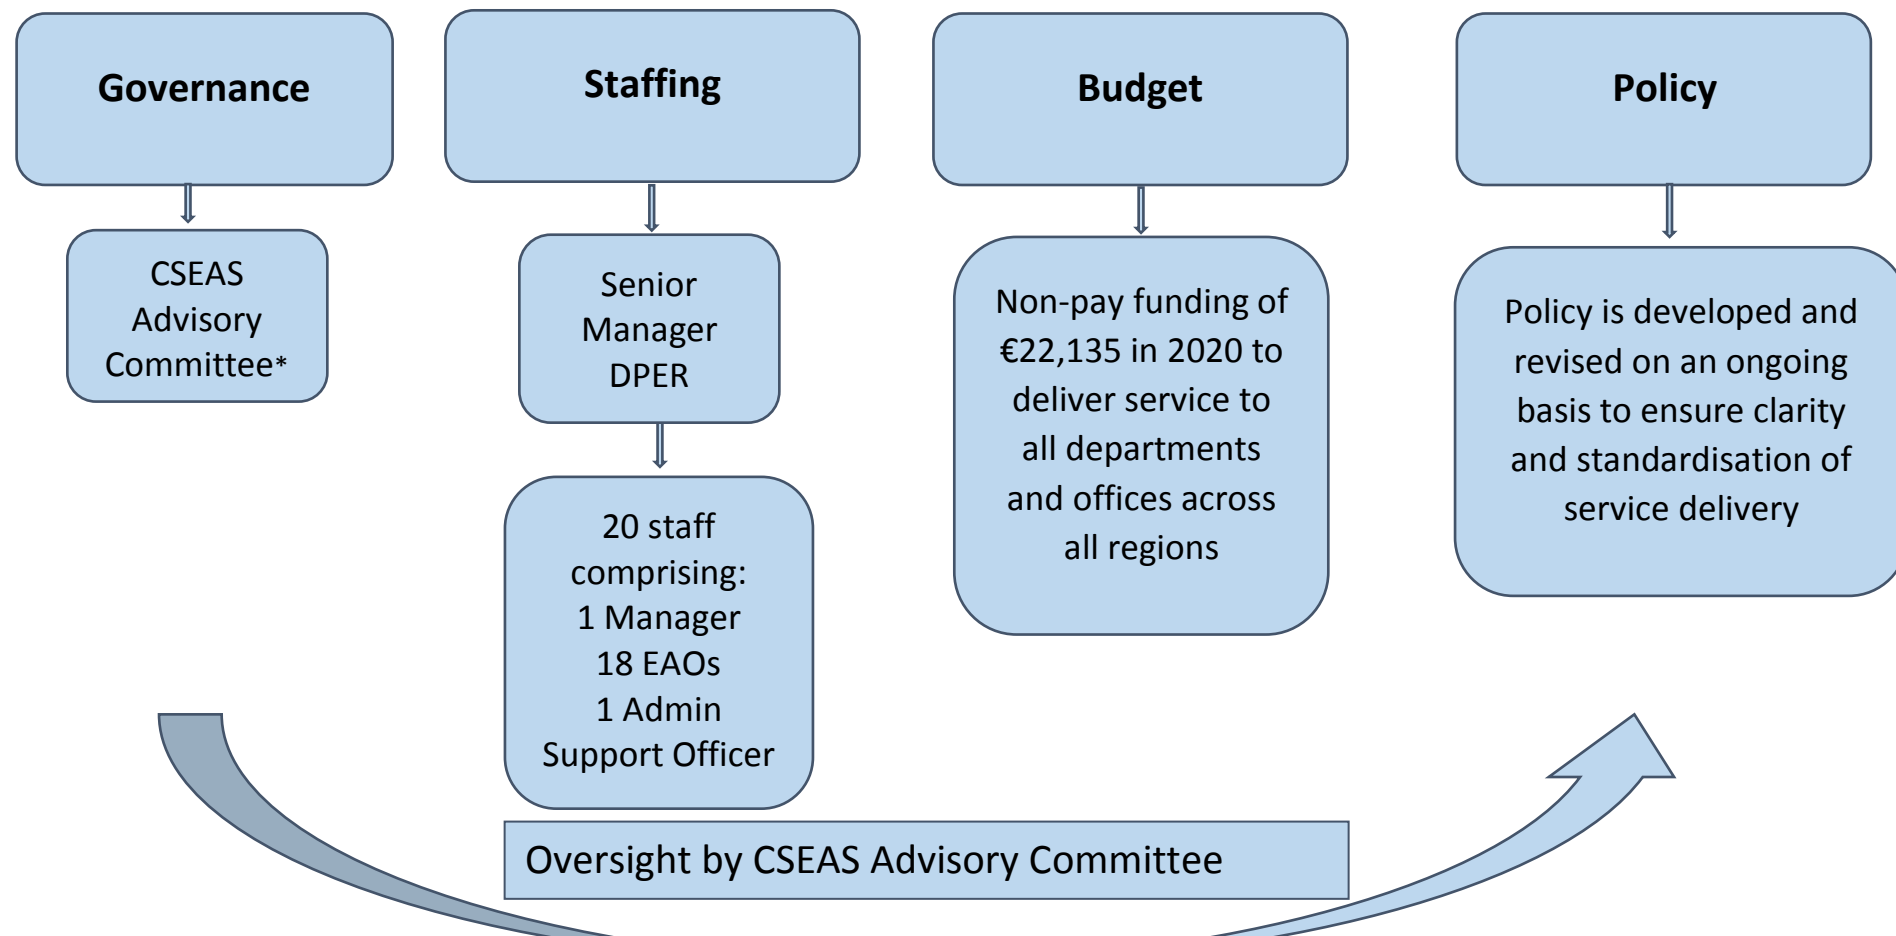 Governance
CSEAS
Advisory
Committee*
Staffing
Senior
Manager
DPER
20 staff
comprising:
1 Manager
18 EAOs
1 Admin
Support Officer
Budget
Non-pay funding of
€22,135 in 2020 to
deliver service to
all departments
and offices across
all regions
Policy
Policy is developed and
revised on an ongoing
basis to ensure clarity
and standardisation of
service delivery
Oversight by CSEAS Advisory Committee